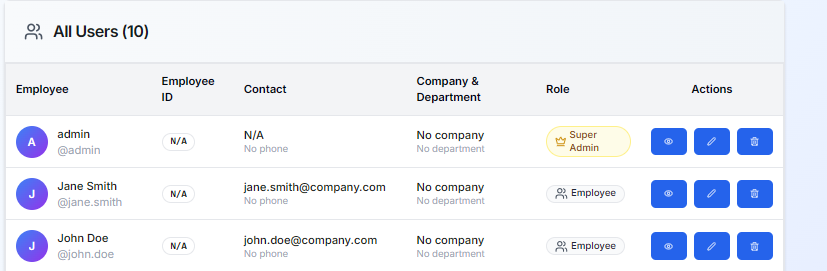 All Users (10)
Employee
Employee
ID
Contact
Company &
Department
Role
Actions
A
admin
@admin
N/A
N/A
No phone
No company
No department
Super
Admin
J
Jane Smith
@jane.smith
N/A
jane.smith@company.com
No phone
No company
No department
Employee
J
John Doe
@john.doe
N/A
john.doe@company.com
No phone
No company
No department
Employee